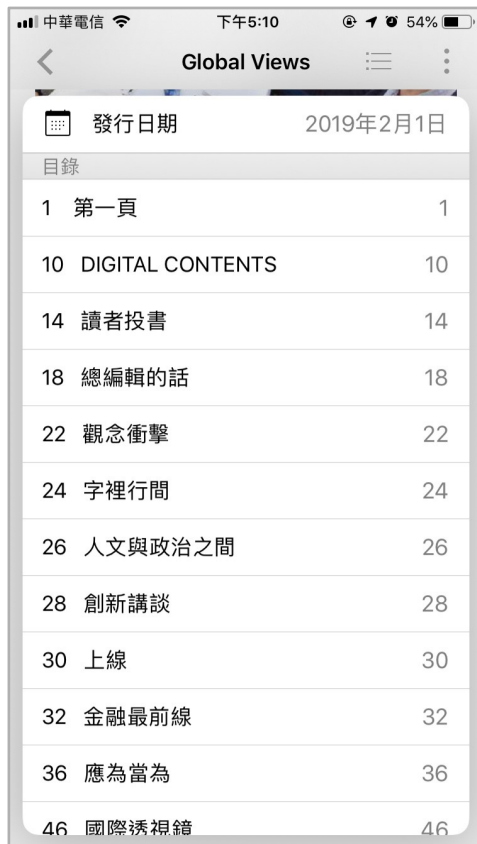 中華電信 下午5:10 54%
Global Views
發行日期 2019年2月1日
目錄
1 第一頁 1
10 DIGITAL CONTENTS 10
14 讀者投書 14
18 總編輯的話 18
22 觀念衝擊 22
24 字裡行間 24
26 人文與政治之間 26
28 創新講談 28
30 上線 30
32 金融最前線 32
36 應為當為 36
46 國際透視鏡 46